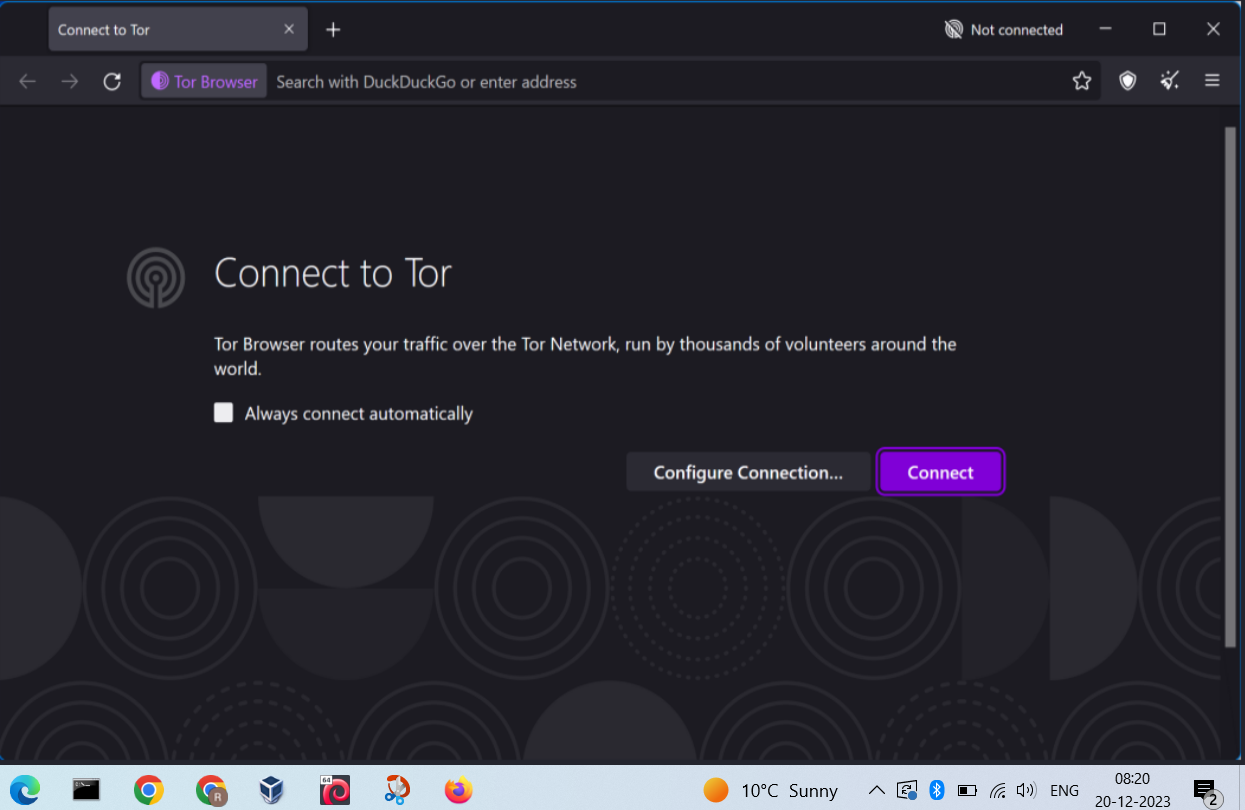 Connect to Tor
Not connected
Tor Browser
Search with DuckDuckGo or enter address
Connect to Tor
Tor Browser routes your traffic over the Tor Network, run by thousands of volunteers around the
world.
Always connect automatically
Configure Connection...
Connect
R
64
10°C Sunny
ENG
08:20
20-12-2023
2